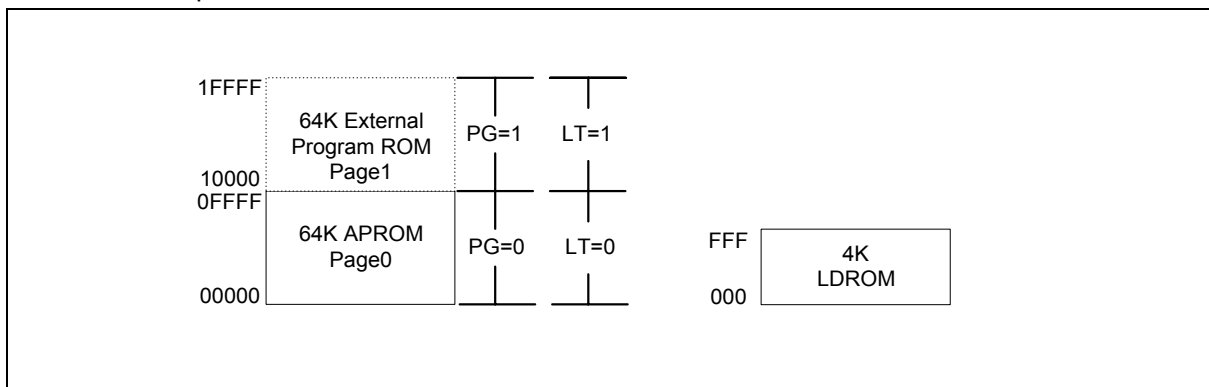 1FFFF
64K External
Program ROM
Page1
PG=1
LT=1
10000
0FFFF
64K APROM
Page0
PG=0
LT=0
00000
FFF
4K
LDROM
000